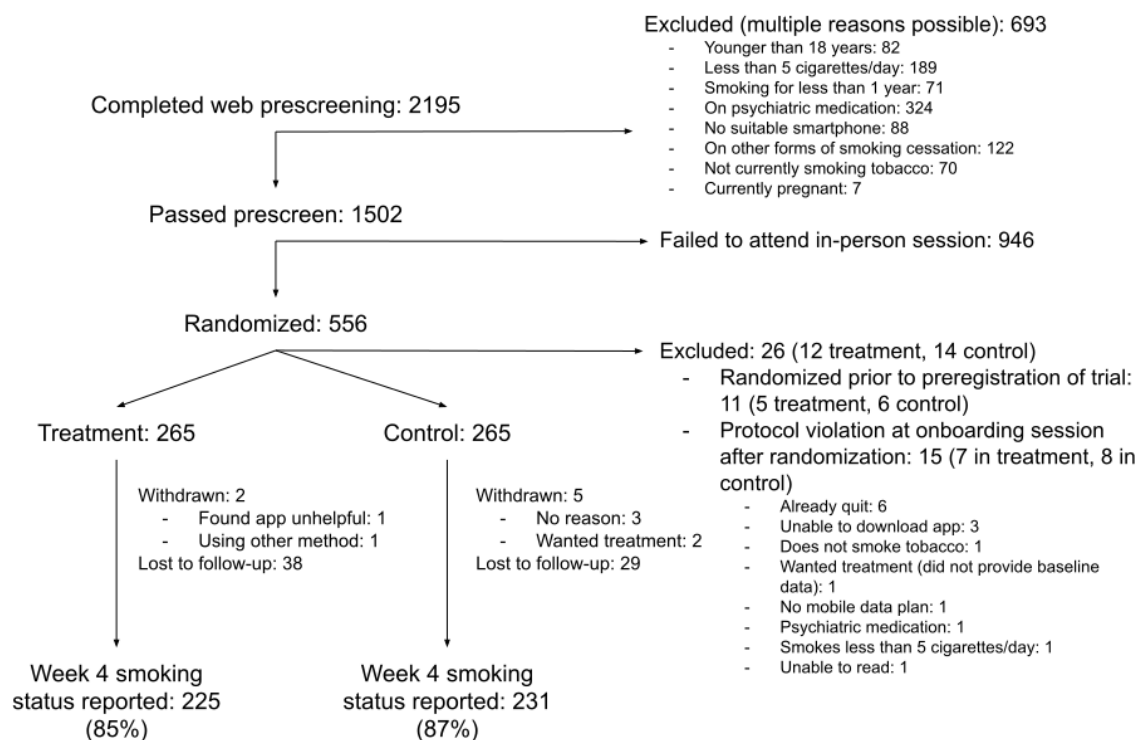 Excluded (multiple reasons possible): 693
- Younger than 18 years: 82
- Less than 5 cigarettes/day: 189
- Smoking for less than 1 year: 71
- On psychiatric medication: 324
- No suitable smartphone: 88
- On other forms of smoking cessation: 122
- Not currently smoking tobacco: 70
- Currently pregnant: 7
Completed web prescreening: 2195
Passed prescreen: 1502
Failed to attend in-person session: 946
Randomized: 556
Excluded: 26 (12 treatment, 14 control)
- Randomized prior to preregistration of trial:
11 (5 treatment, 6 control)
- Protocol violation at onboarding session
after randomization: 15 (7 in treatment, 8 in
control)
- Already quit: 6
- Unable to download app: 3
- Does not smoke tobacco: 1
- Wanted treatment (did not provide baseline
data): 1
- No mobile data plan: 1
- Psychiatric medication: 1
- Smokes less than 5 cigarettes/day: 1
- Unable to read: 1
Treatment: 265
Withdrawn: 2
- Found app unhelpful: 1
- Using other method: 1
Lost to follow-up: 38
Week 4 smoking
status reported: 225
(85%)
Control: 265
Withdrawn: 5
- No reason: 3
- Wanted treatment: 2
Lost to follow-up: 29
Week 4 smoking
status reported: 231
(87%)